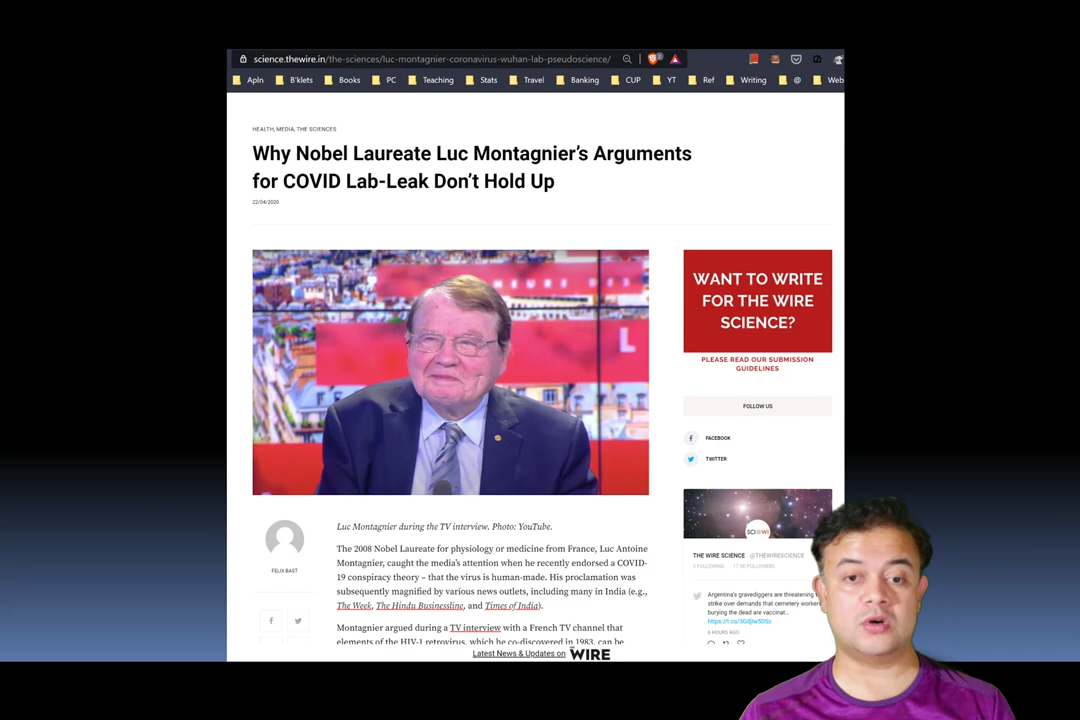 science.thewire.in/the-sciences/luc-montagnier-coronavirus-wuhan-lab-pseudoscience/
Apln B'klets Books PC Teaching Stats Travel Banking CUP YT Ref Writing @ Web
HEALTH, MEDIA, THE SCIENCES
Why Nobel Laureate Luc Montagnier's Arguments
for COVID Lab-Leak Don't Hold Up
22/04/2020
L
Luc Montagnier during the TV interview. Photo: YouTube.
FELIX BAST
The 2008 Nobel Laureate for physiology or medicine from France, Luc Antoine
Montagnier, caught the media's attention when he recently endorsed a COVID-
19 conspiracy theory – that the virus is human-made. His proclamation was
subsequently magnified by various news outlets, including many in India (e.g.,
The Week, The Hindu Businessline, and Times of India).
Montagnier argued during a TV interview with a French TV channel that
elements of the HIV-1 retrovirus, which he co-discovered in 1983, can be
Latest News & Updates on THE WIRE
WANT TO WRITE
FOR THE WIRE
SCIENCE?
PLEASE READ OUR SUBMISSION
GUIDELINES
FOLLOW US
FACEBOOK
TWITTER
SCI WI
THE WIRE SCIENCE @THEWIRESCIENCE
FOLLOWERS
Argentina's gravediggers are threatening
strike over demands that cemetery workers
burying the dead are vaccinat...
6 HOURS AGO